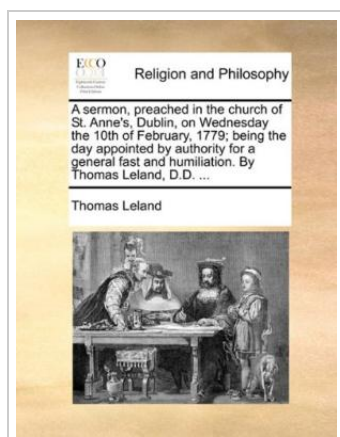 ECCO
Religion and Philosophy
A sermon, preached in the church of
St. Anne's, Dublin, on Wednesday
the 10th of February, 1779; being the
day appointed by authority for a
general fast and humiliation. By
Thomas Leland, D.D. ...
Thomas Leland